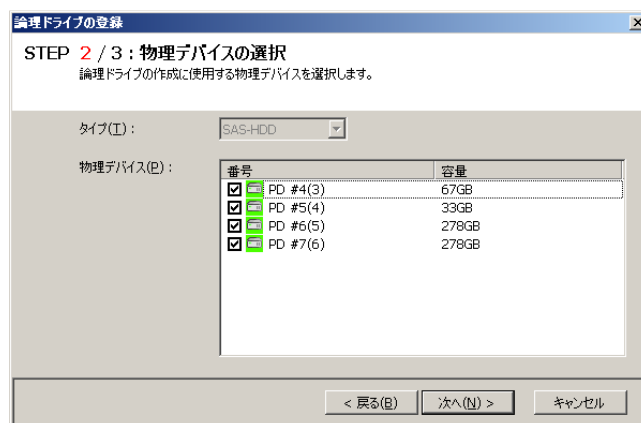 論理ドライブの登録
STEP 2 / 3 : 物理デバイスの選択
論理ドライブの作成に使用する物理デバイスを選択します。
タイプ(T) : SAS-HDD
物理デバイス(P) :
番号 容量
PD #4(3) 67GB
PD #5(4) 33GB
PD #6(5) 278GB
PD #7(6) 278GB
< 戻る(B) 次へ(N) > キャンセル